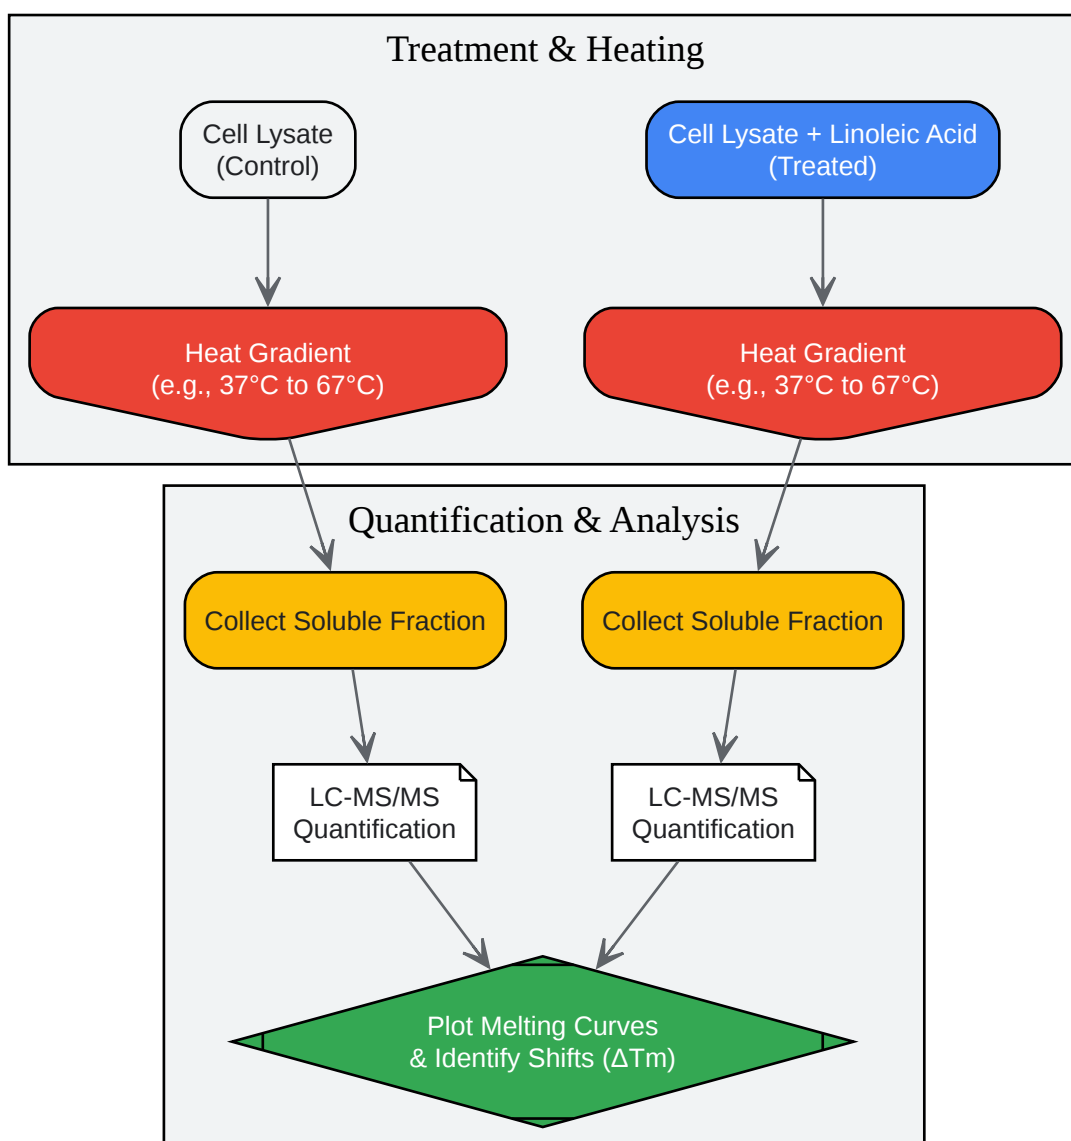 Treatment & Heating
Cell Lysate
(Control)
Cell Lysate + Linoleic Acid
(Treated)
Heat Gradient
(e.g., 37°C to 67°C)
Heat Gradient
(e.g., 37°C to 67°C)
Quantification & Analysis
Collect Soluble Fraction
Collect Soluble Fraction
LC-MS/MS
Quantification
LC-MS/MS
Quantification
Plot Melting Curves
& Identify Shifts (ΔTm)